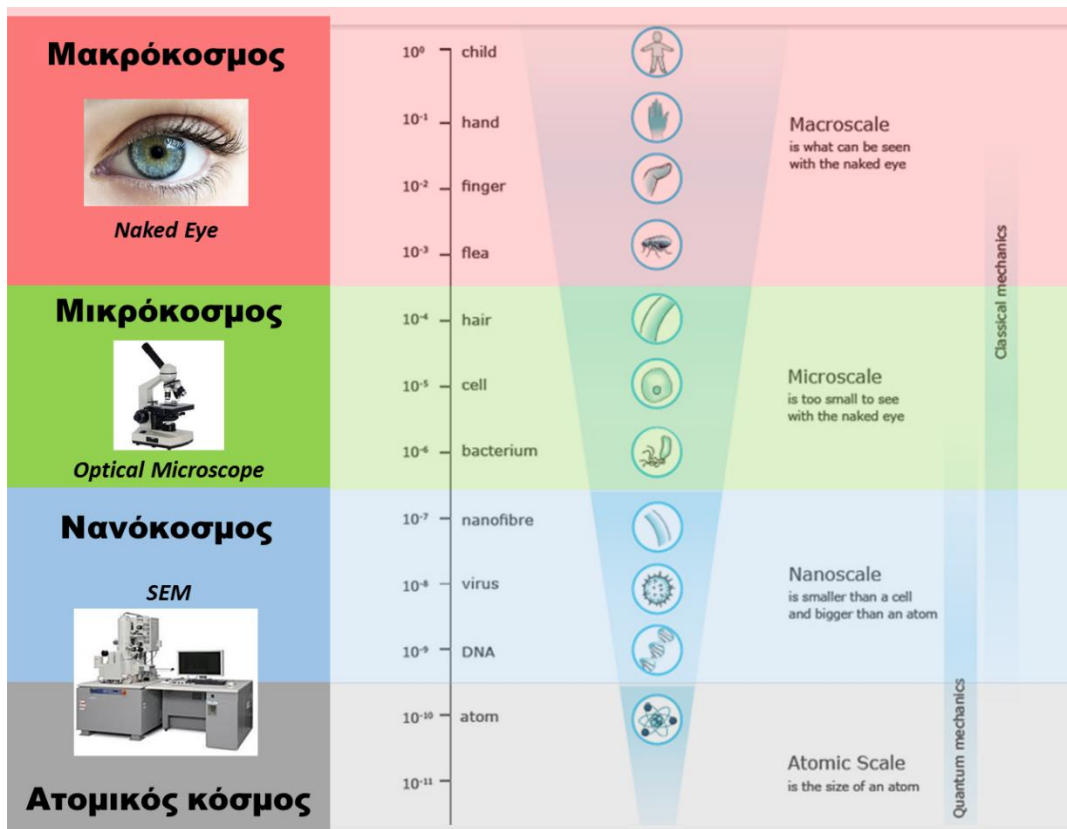 Μακρόκοσμος
Naked Eye
Μικρόκοσμος
Optical Microscope
Νανόκοσμος
SEM
Ατομικός κόσμος
10⁰ child
10⁻¹ hand
10⁻² finger
10⁻³ flea
10⁻⁴ hair
10⁻⁵ cell
10⁻⁶ bacterium
10⁻⁷ nanofibre
10⁻⁸ virus
10⁻⁹ DNA
10⁻¹⁰ atom
10⁻¹¹
Macroscale
is what can be seen
with the naked eye
Microscale
is too small to see
with the naked eye
Nanoscale
is smaller than a cell
and bigger than an atom
Atomic Scale
is the size of an atom
Classical mechanics
Quantum mechanics